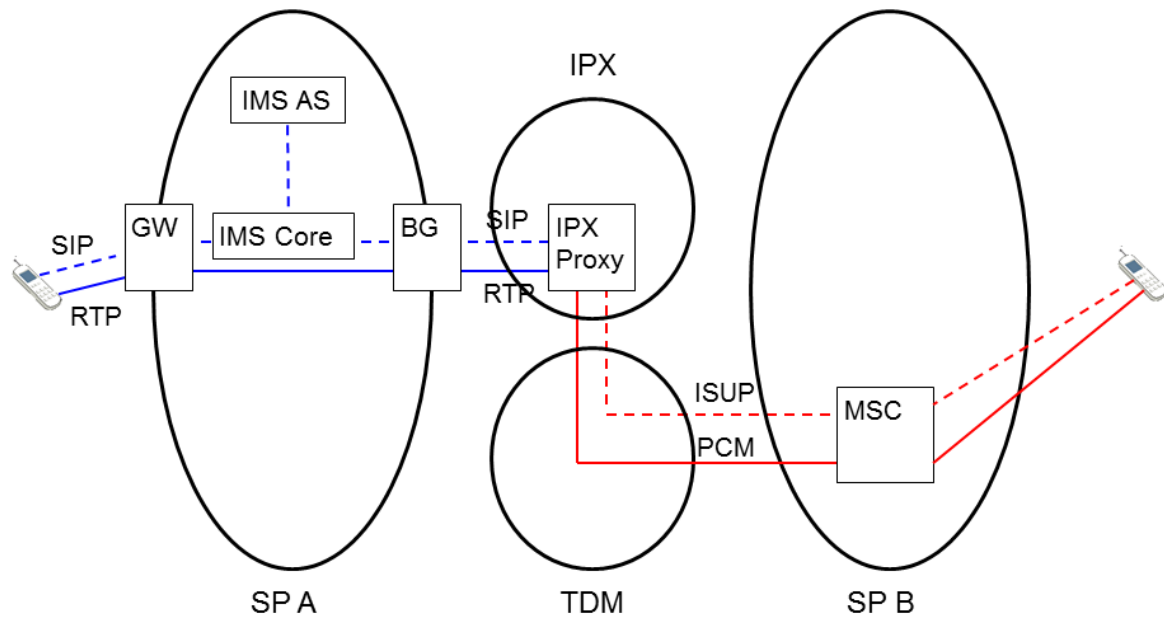 IPX
IMS AS
GW
IMS Core
BG
SIP
IPX
Proxy
SIP
RTP
RTP
ISUP
MSC
PCM
SP A
TDM
SP B